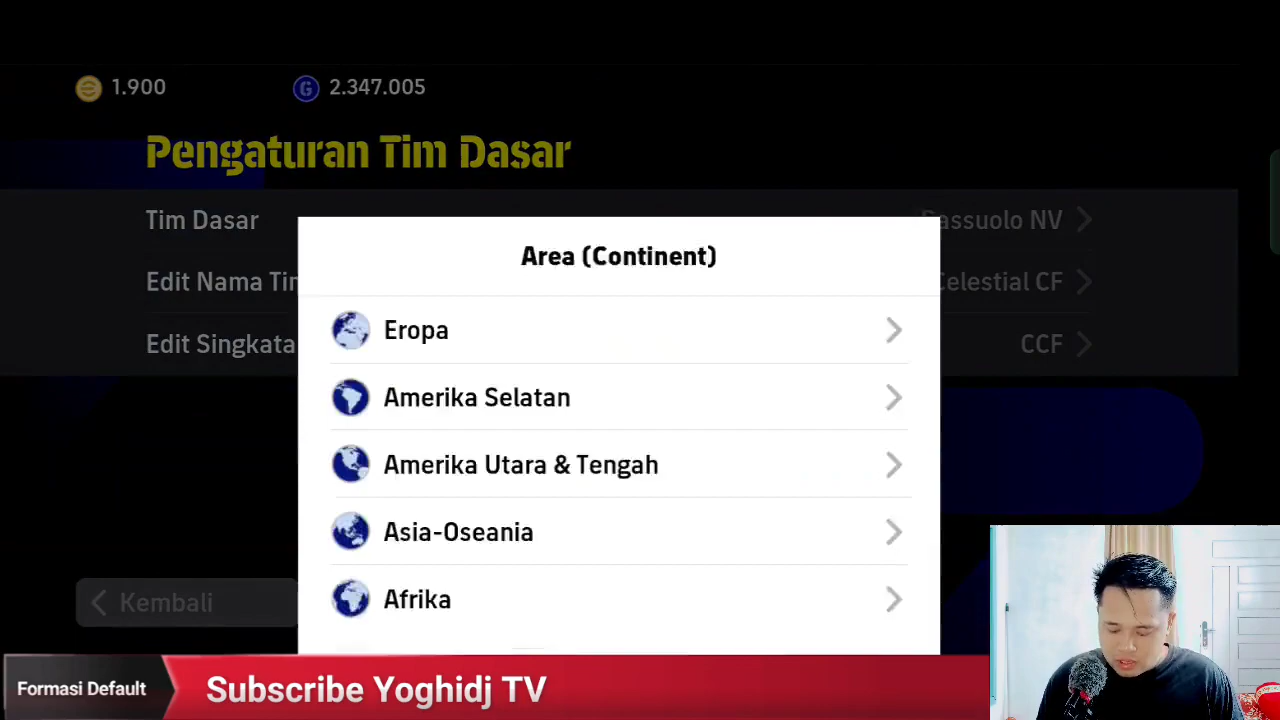 1.900
2.347.005
Pengaturan Tim Dasar
Tim Dasar
Sassuolo NV
Edit Nama Tim
Celestial CF
Edit Singkata
CCF
Area (Continent)
Eropa
Amerika Selatan
Amerika Utara & Tengah
Asia-Oseania
Afrika
Kembali
Formasi Default
Subscribe Yoghidj TV